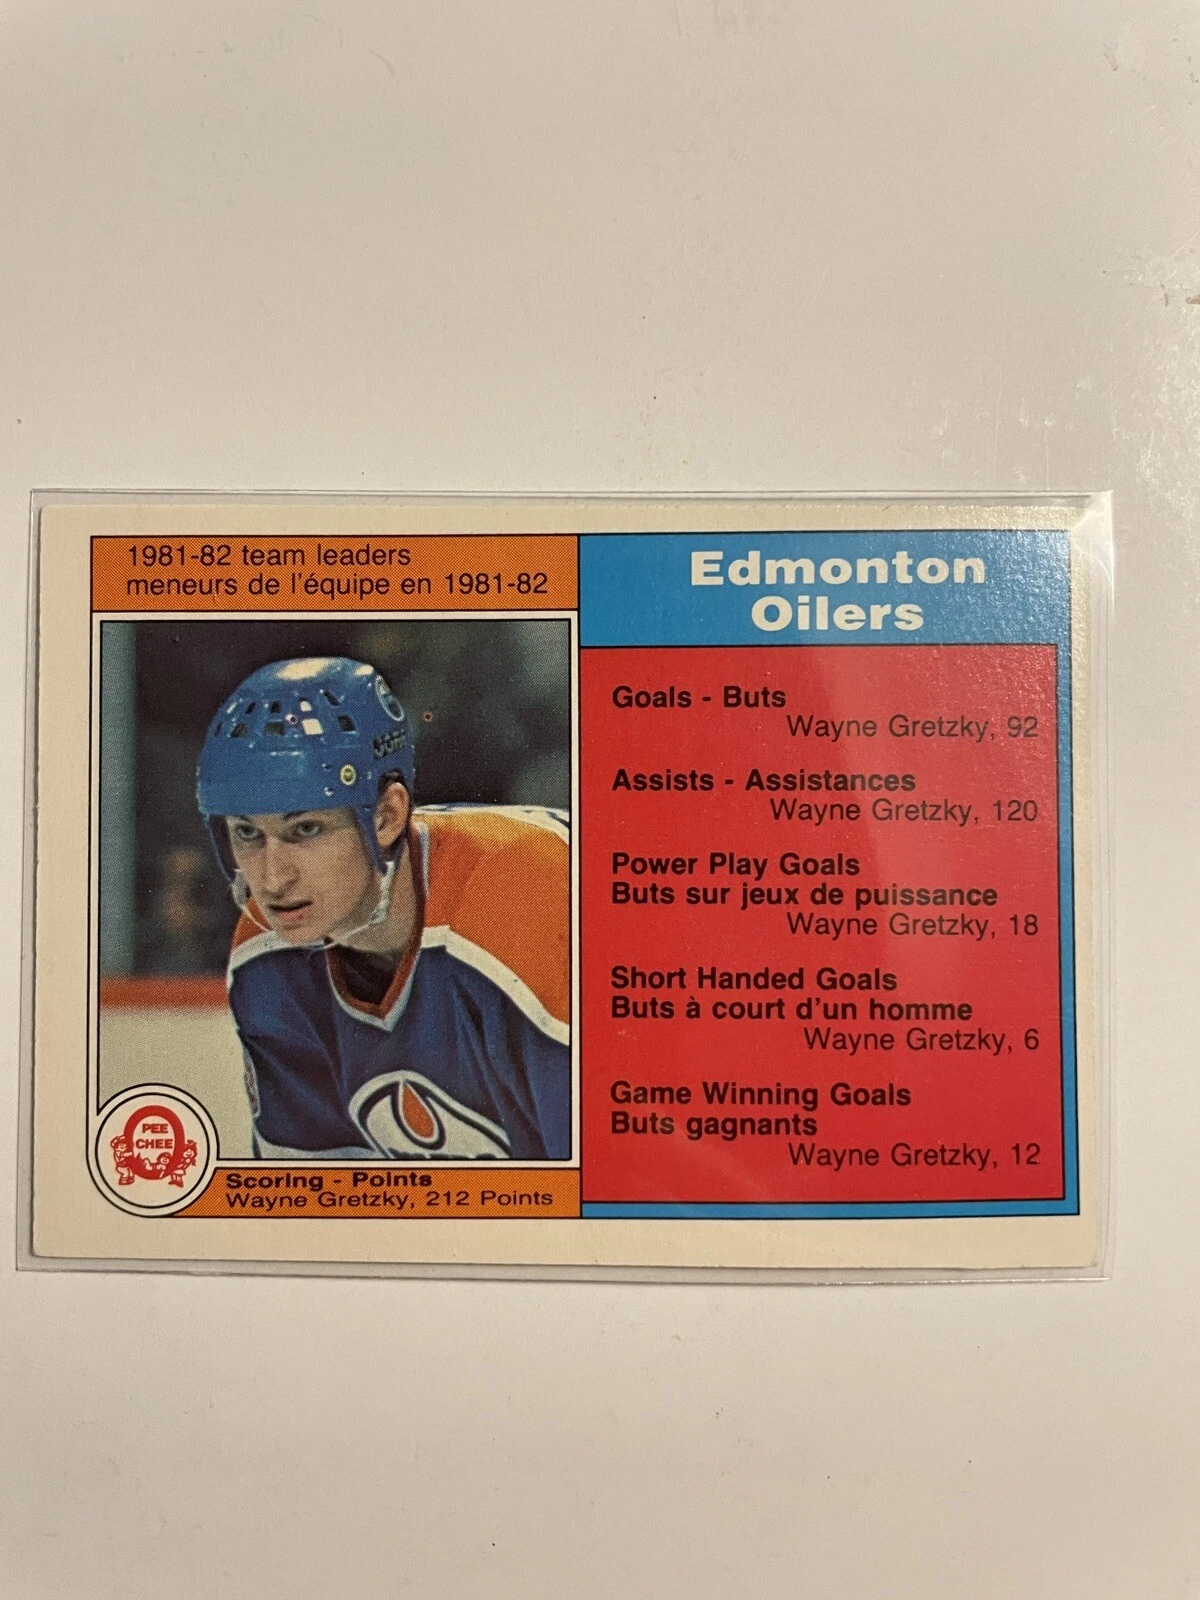 1981-82 team leaders
meneurs de l'équipe en 1981-82
Edmonton
Oilers
Goals - Buts
Wayne Gretzky, 92
Assists - Assistances
Wayne Gretzky, 120
Power Play Goals
Buts sur jeux de puissance
Wayne Gretzky, 18
Short Handed Goals
Buts à court d'un homme
Wayne Gretzky, 6
Game Winning Goals
Buts gagnants
Wayne Gretzky, 12
PEE
CHEE
Scoring - Points
Wayne Gretzky, 212 Points